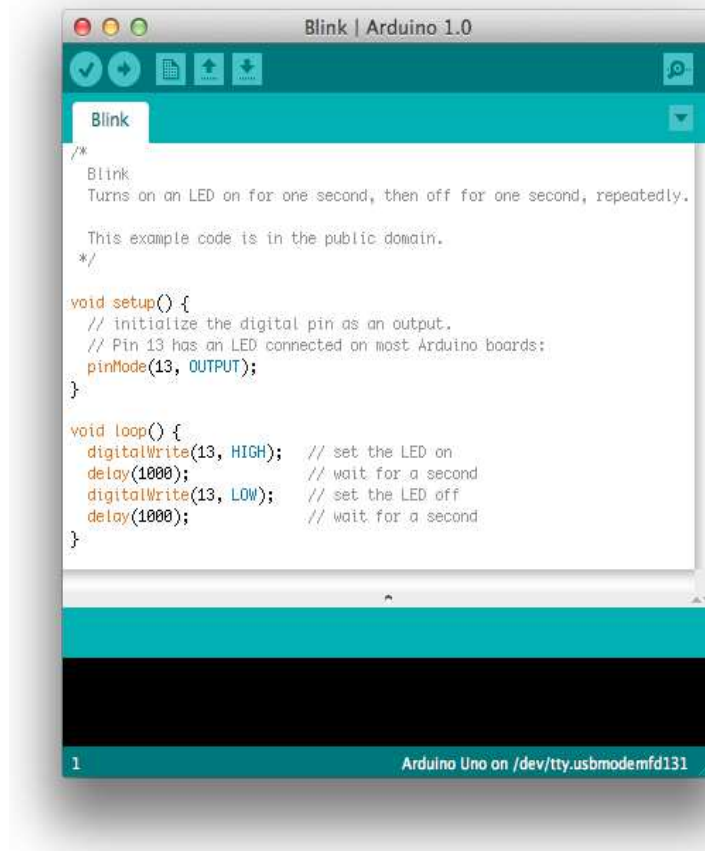 Blink | Arduino 1.0
Blink
/*
  Blink
  Turns on an LED on for one second, then off for one second, repeatedly.

  This example code is in the public domain.
 */

void setup() {
  // initialize the digital pin as an output.
  // Pin 13 has an LED connected on most Arduino boards:
  pinMode(13, OUTPUT);
}

void loop() {
  digitalWrite(13, HIGH);   // set the LED on
  delay(1000);              // wait for a second
  digitalWrite(13, LOW);    // set the LED off
  delay(1000);              // wait for a second
}
1 Arduino Uno on /dev/tty.usbmodemfd131